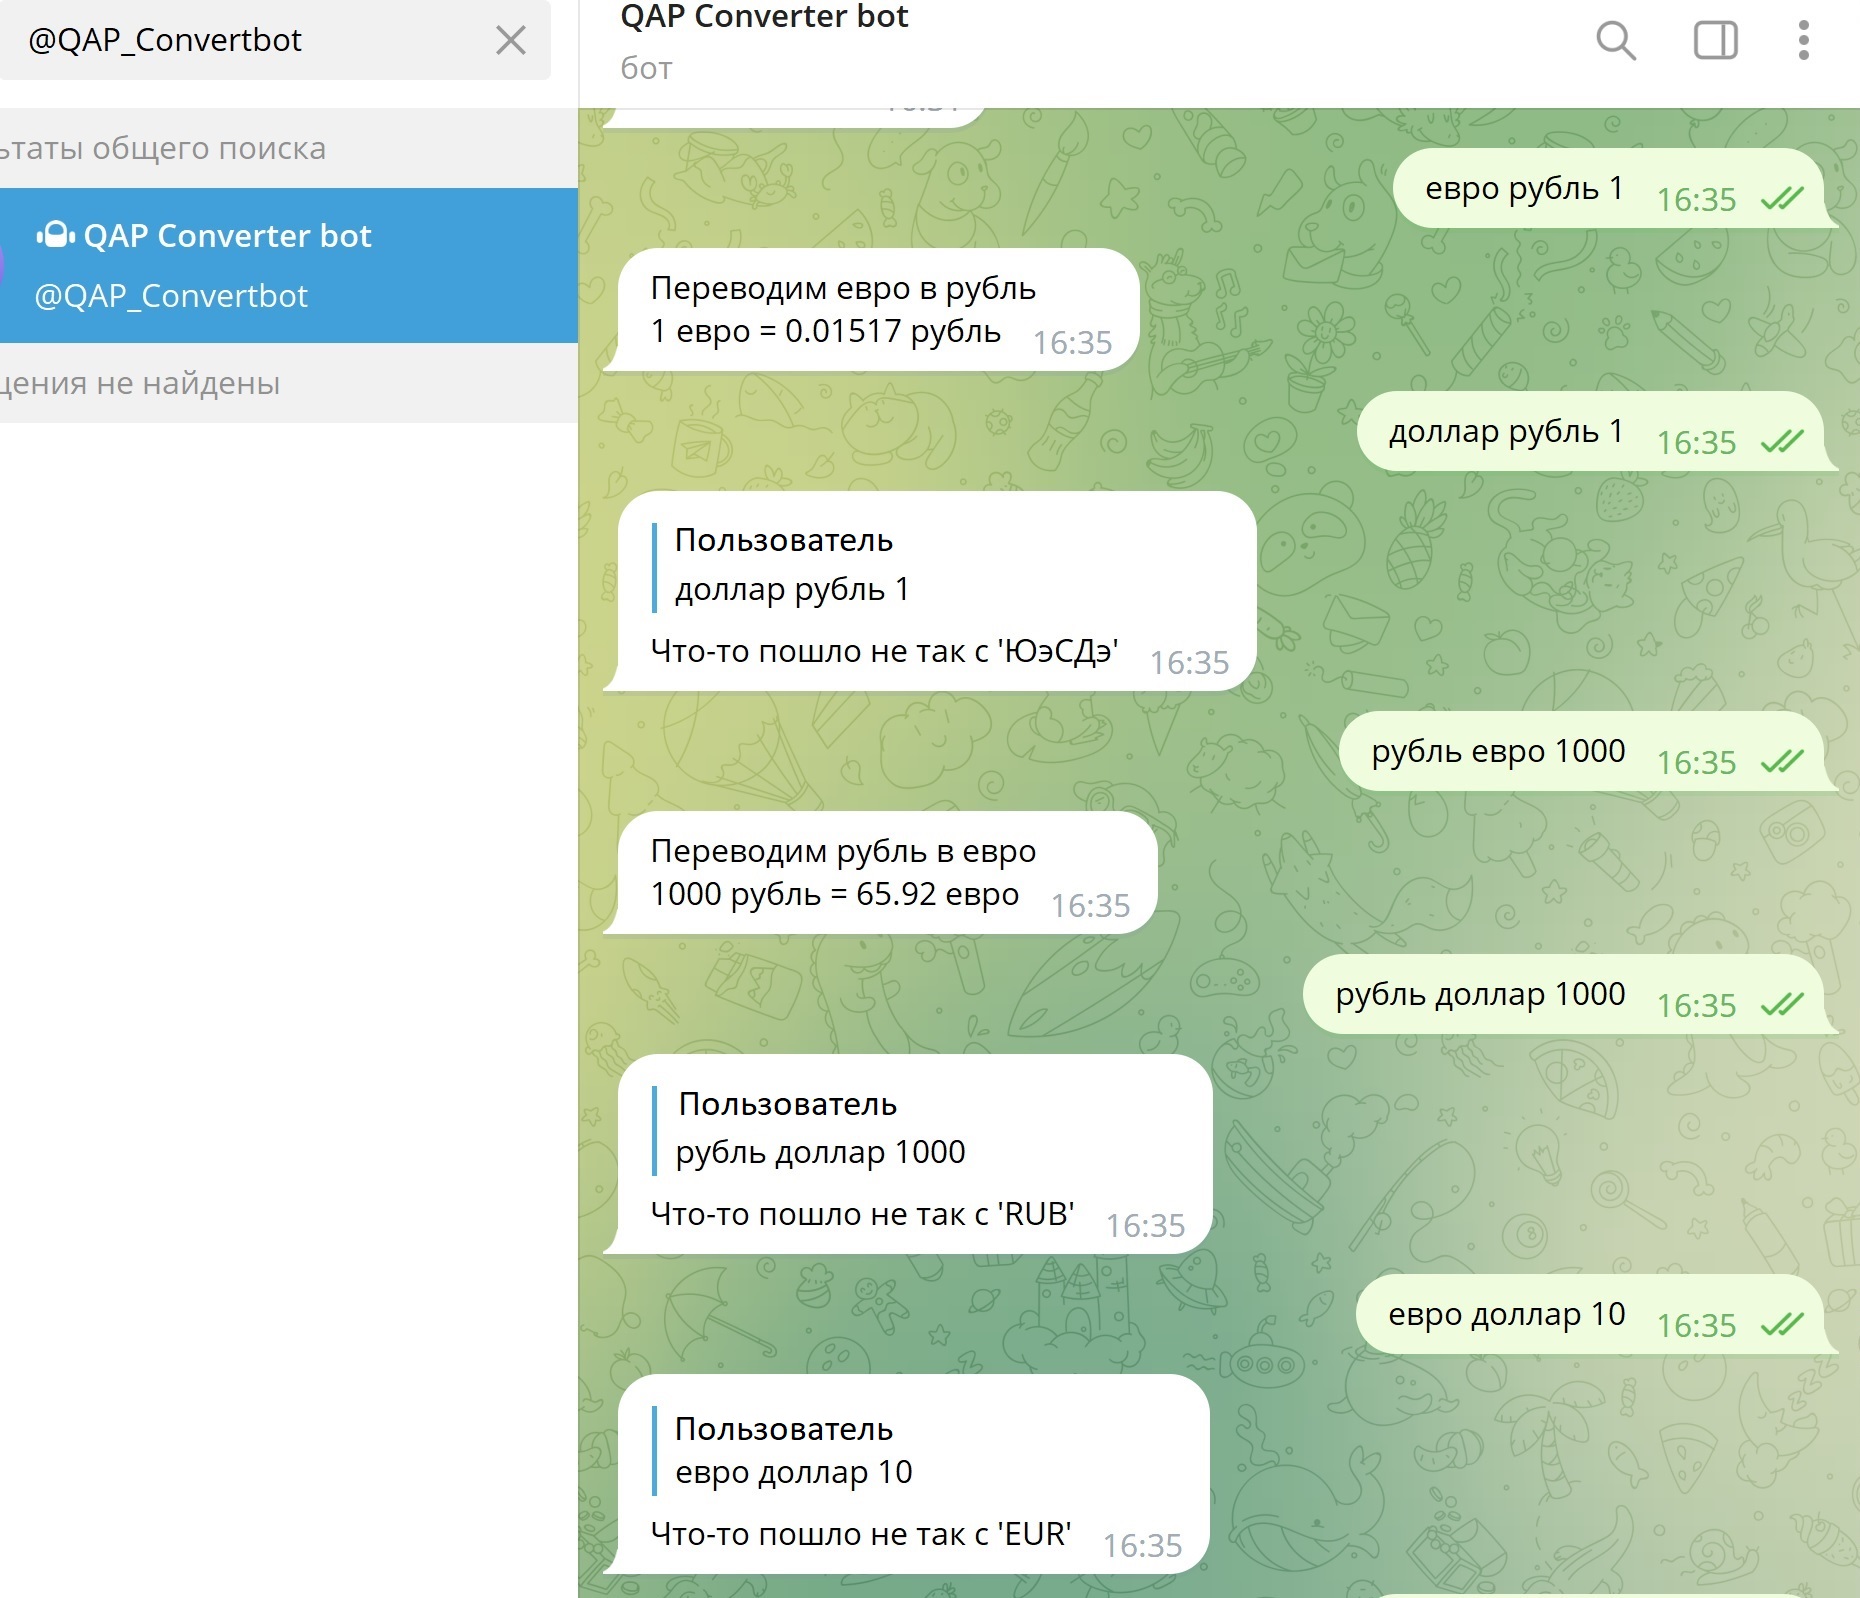 @QAP_Convertbot
ьтаты общего поиска
QAP Converter bot
@QAP_Convertbot
щения не найдены
QAP Converter bot
бот
евро рубль 1 16:35
Переводим евро в рубль
1 евро = 0.01517 рубль 16:35
доллар рубль 1 16:35
Пользователь
доллар рубль 1
Что-то пошло не так с 'ЮэСДэ' 16:35
рубль евро 1000 16:35
Переводим рубль в евро
1000 рубль = 65.92 евро 16:35
рубль доллар 1000 16:35
Пользователь
рубль доллар 1000
Что-то пошло не так с 'RUB' 16:35
евро доллар 10 16:35
Пользователь
евро доллар 10
Что-то пошло не так с 'EUR' 16:35